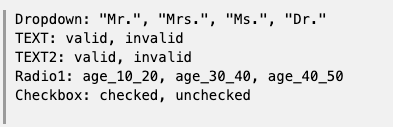 Dropdown: "Mr.", "Mrs.", "Ms.", "Dr."
TEXT: valid, invalid
TEXT2: valid, invalid
Radio1: age_10_20, age_30_40, age_40_50
Checkbox: checked, unchecked